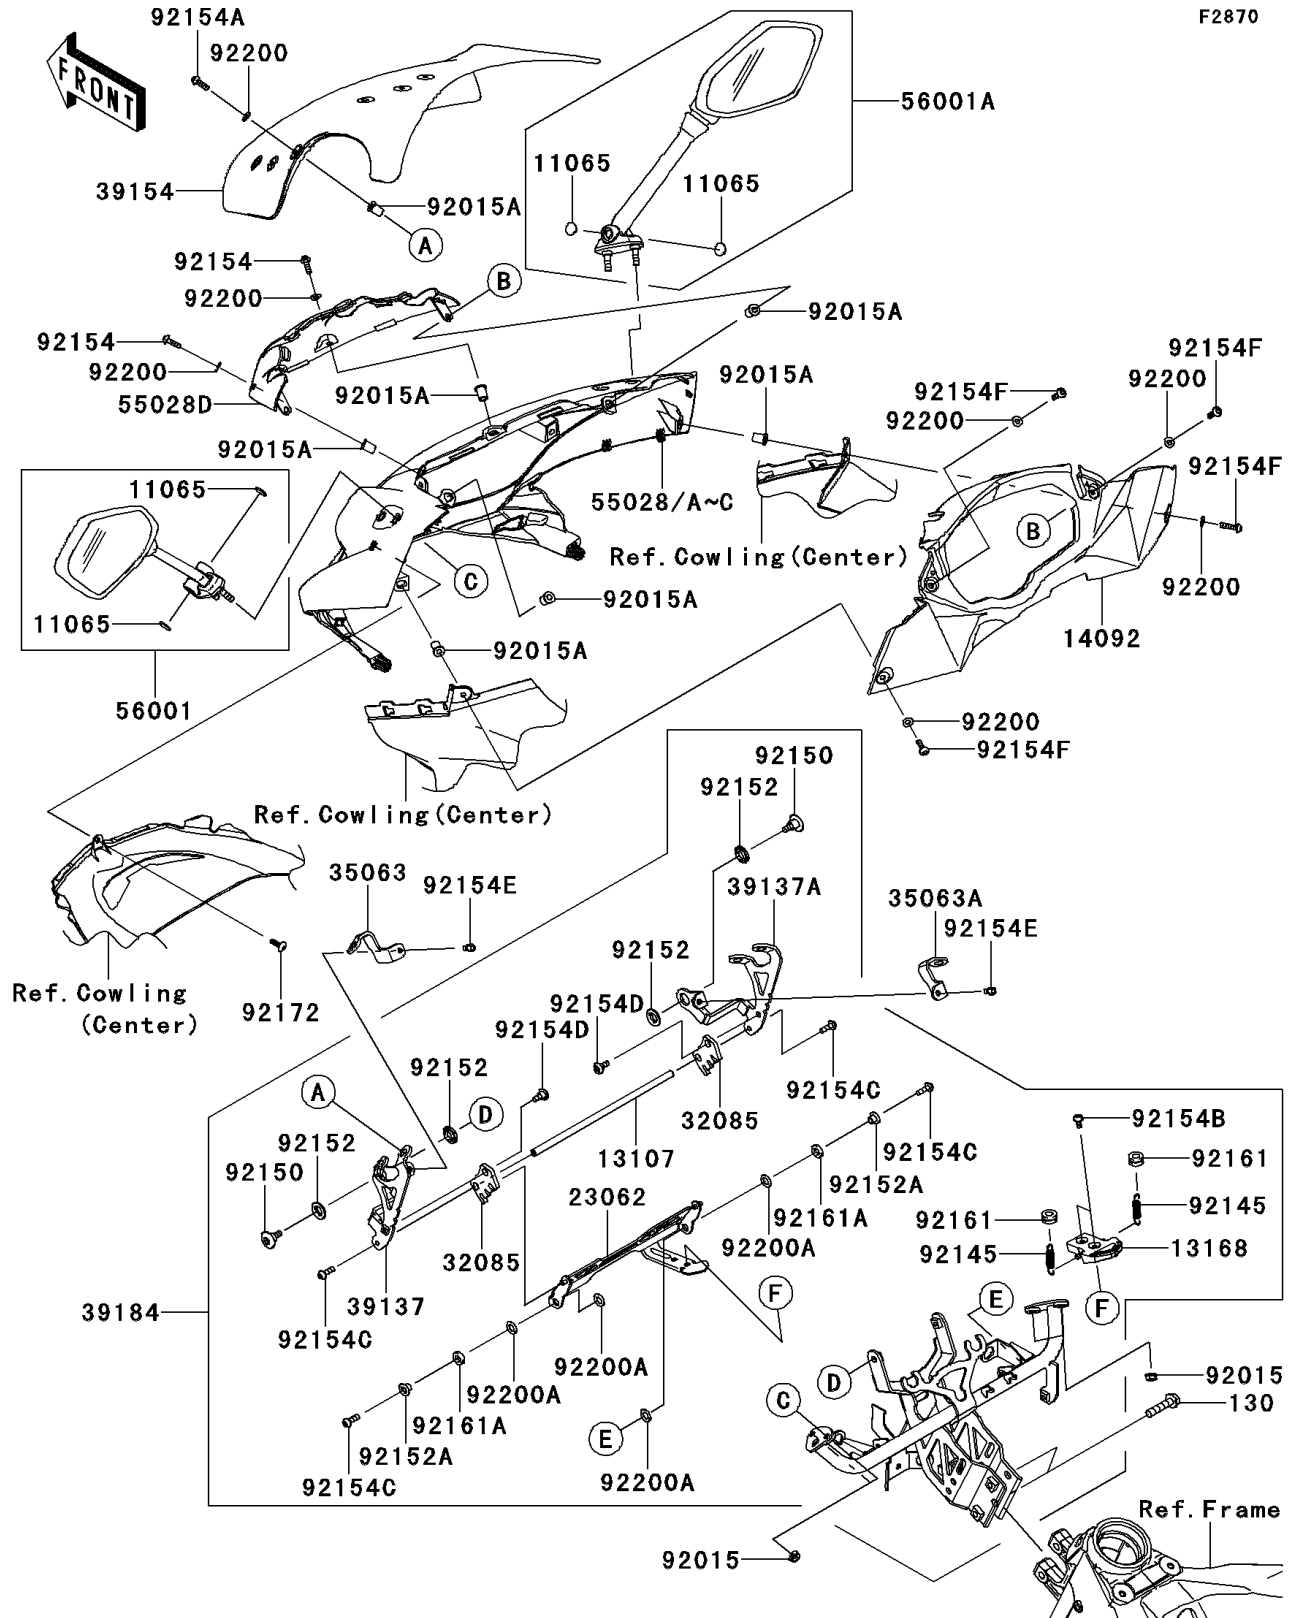 92154A
F2870
92200
FRONT
56001A
11065
11065
39154
92015A
A
92154
B
92200
92015A
92154
92154F
92200
92015A
92200
92154F
92015A
55028D
92200
92015A
92154F
11065
55028/A~C
B
Ref.Cowling(Center)
C
92015A
92200
11065
14092
92015A
56001
92200
92154F
92150
92152
Ref.Cowling(Center)
35063
92154E
39137A
35063A
92154E
92152
Ref.Cowling
(Center)
92172
92154D
92154D
92152
A
D
92154C
32085
92154B
92152
92150
13107
92154C
92161
23062
92152A
92161A
92161
92145
92200A
92145
13168
32085
39137
39184
92154C
F
E
F
92200A
92200A
92015
D
C
130
92161A
E
92152A
92154C
92200A
Ref.Frame
92015